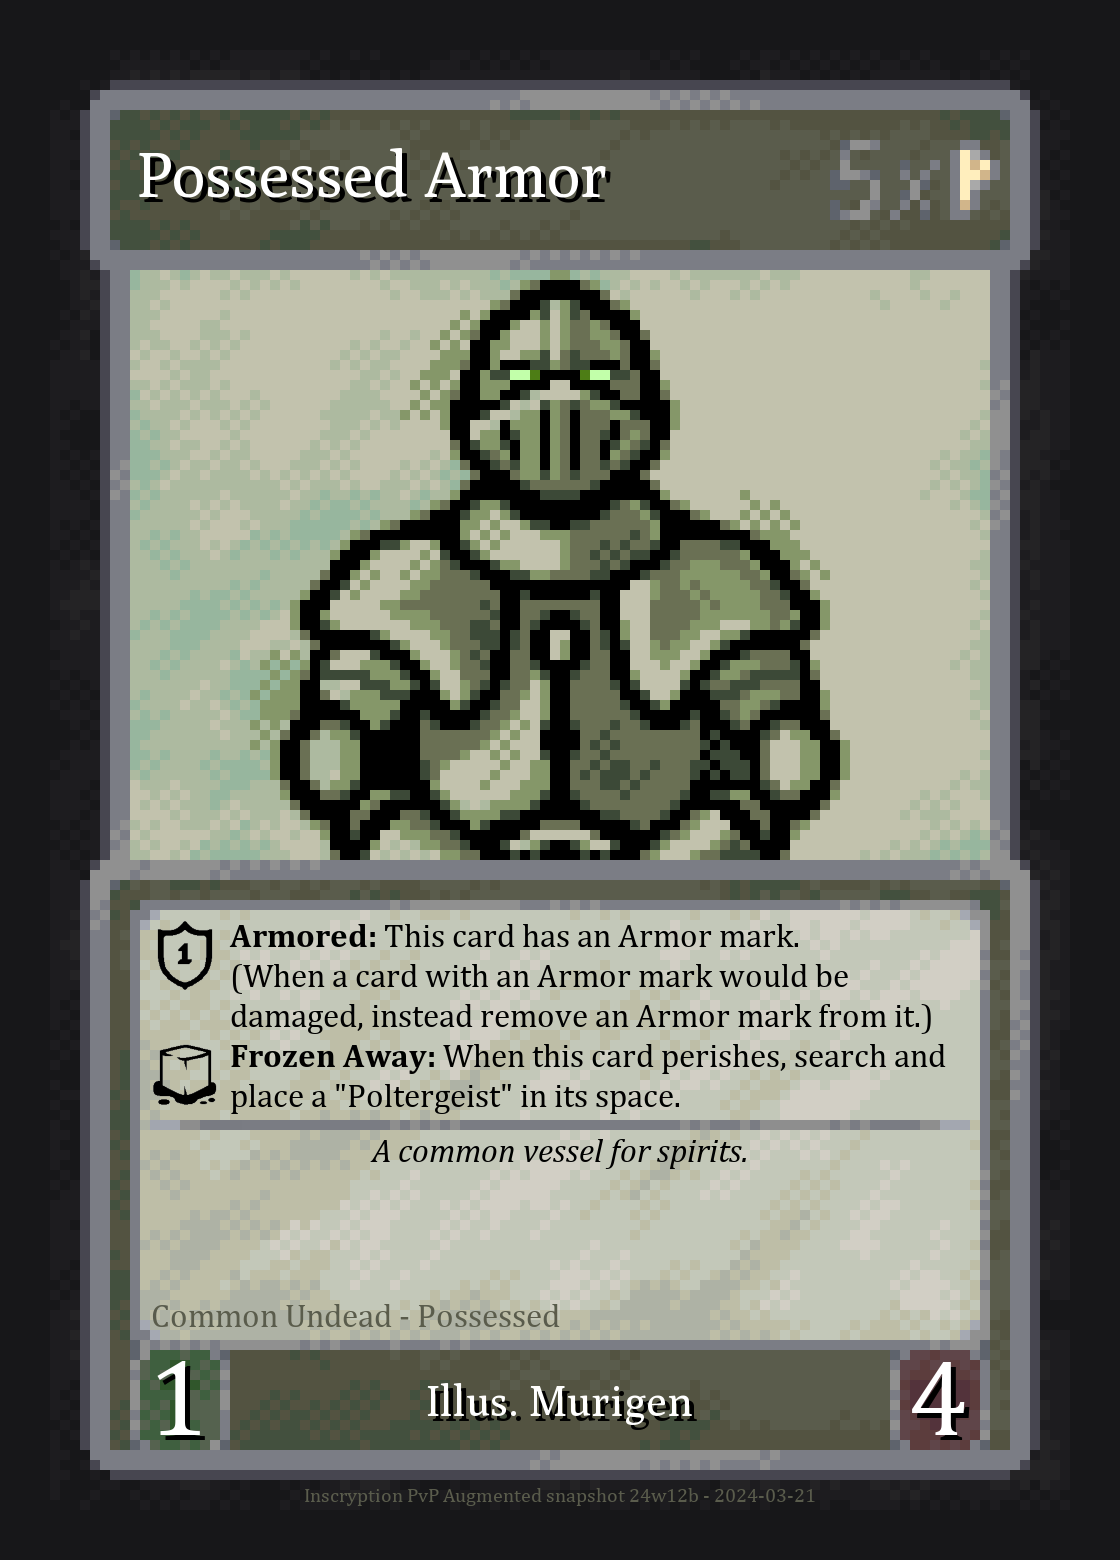 Possessed Armor
5x
1
Armored: This card has an Armor mark.
(When a card with an Armor mark would be
damaged, instead remove an Armor mark from it.)
Frozen Away: When this card perishes, search and
place a "Poltergeist" in its space.
A common vessel for spirits.
Common Undead - Possessed
1
Illus. Murigen
4
Inscryption PvP Augmented snapshot 24w12b - 2024-03-21